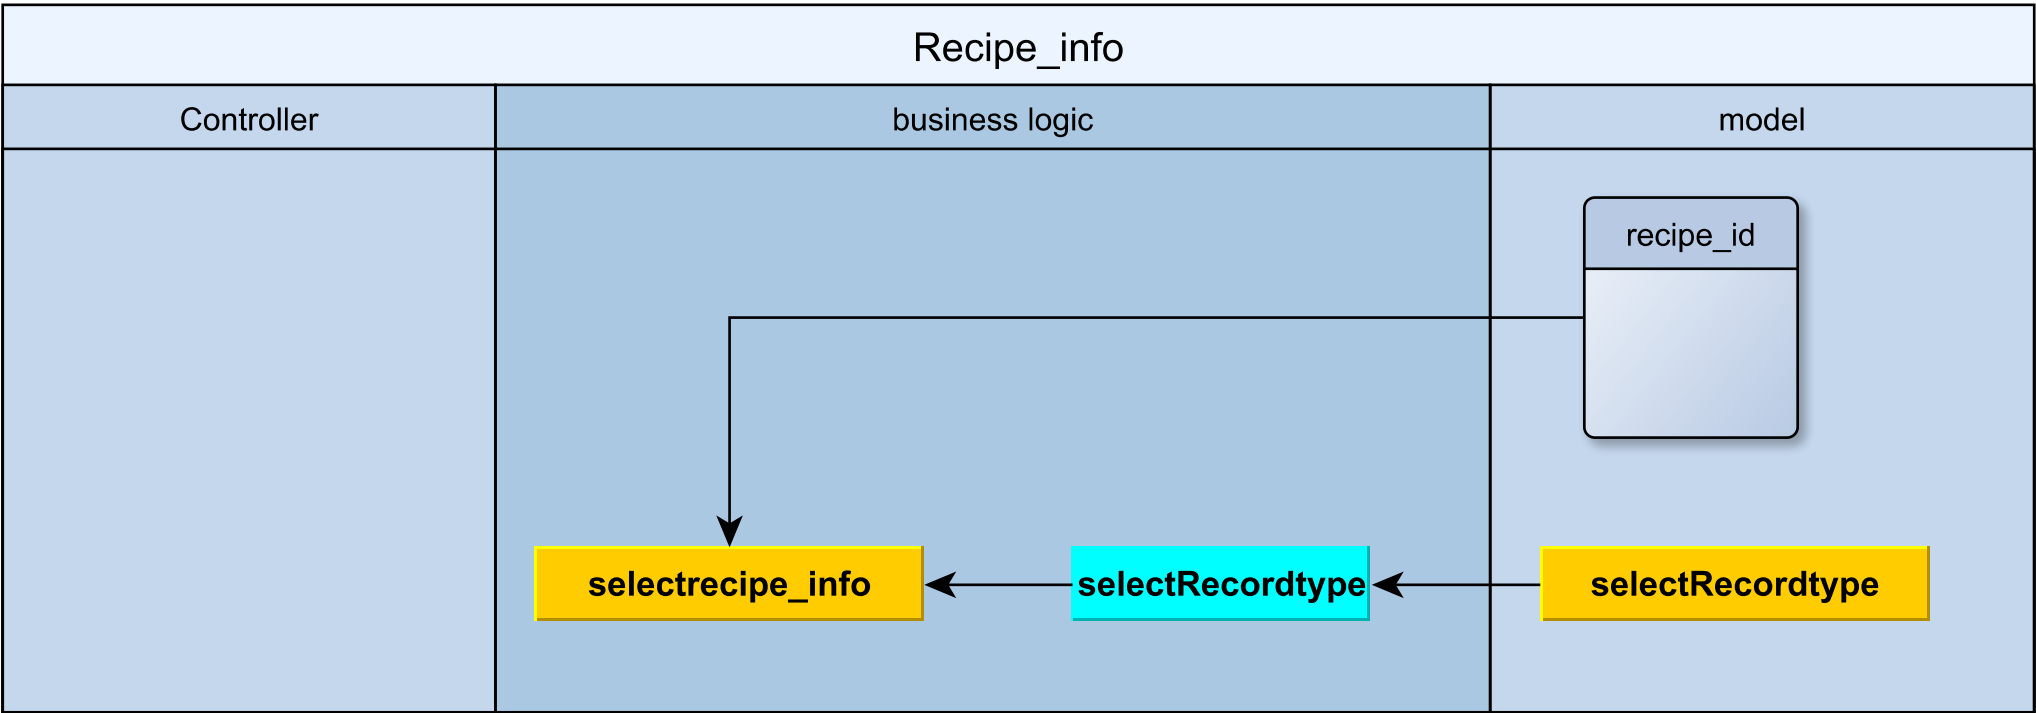 Recipe_info
Controller
business logic
model
recipe_id
selectrecipe_info
selectRecordtype
selectRecordtype